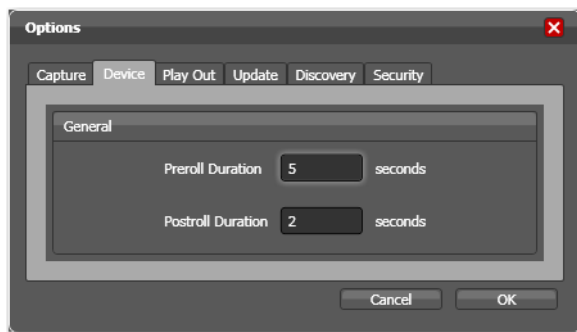 Options
Capture Device Play Out Update Discovery Security
General
Preroll Duration 5 seconds
Postroll Duration 2 seconds
Cancel OK